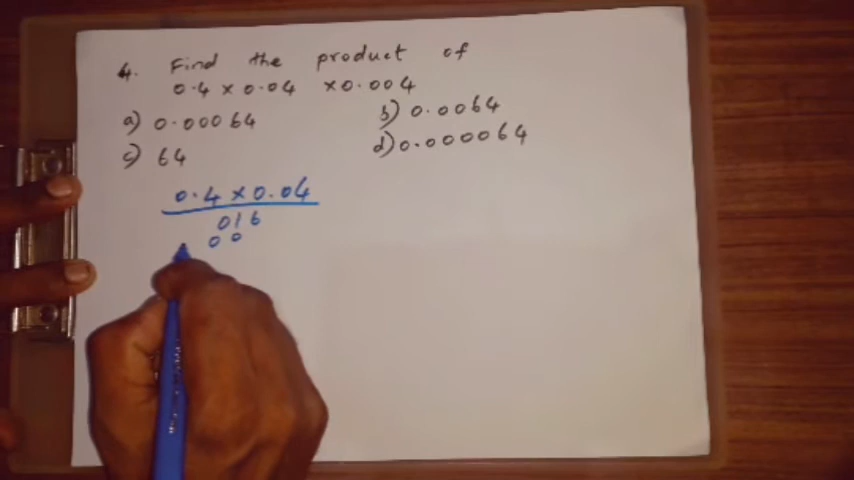 4. Find the product of
0.4 × 0.04 × 0.004
a) 0.00064 b) 0.0064
c) 64 d) 0.000064
0.4 × 0.04
016
00